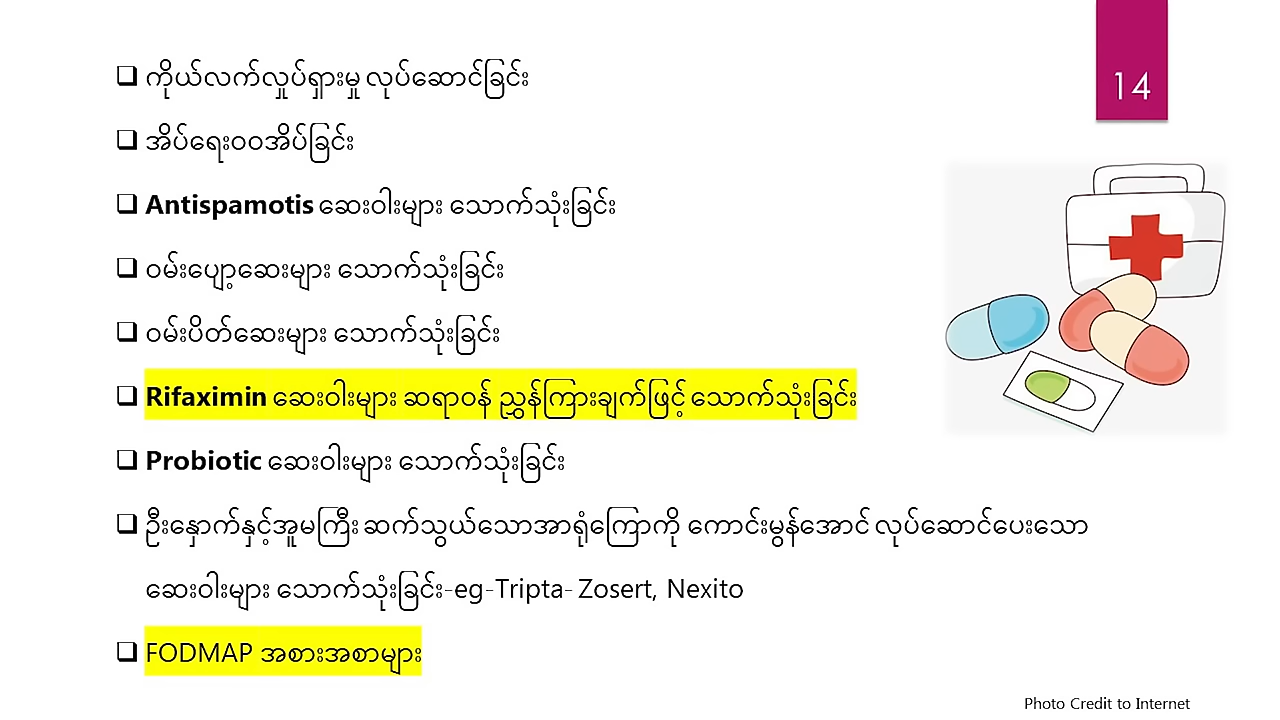 14
❑ ကိုယ်လက်လှုပ်ရှားမှု လုပ်ဆောင်ခြင်း
❑ အိပ်ရေးဝဝအိပ်ခြင်း
❑ Antispamotis ဆေးဝါးများ သောက်သုံးခြင်း
❑ ဝမ်းပျော့ဆေးများ သောက်သုံးခြင်း
❑ ဝမ်းပိတ်ဆေးများ သောက်သုံးခြင်း
❑ Rifaximin ဆေးဝါးများ ဆရာဝန် ညွှန်ကြားချက်ဖြင့် သောက်သုံးခြင်း
❑ Probiotic ဆေးဝါးများ သောက်သုံးခြင်း
❑ ဦးနှောက်နှင့်အူမကြီး ဆက်သွယ်သောအာရုံကြောကို ကောင်းမွန်အောင် လုပ်ဆောင်ပေးသော
ဆေးဝါးများ သောက်သုံးခြင်း-eg-Tripta- Zosert, Nexito
❑ FODMAP အစားအစာများ
Photo Credit to Internet